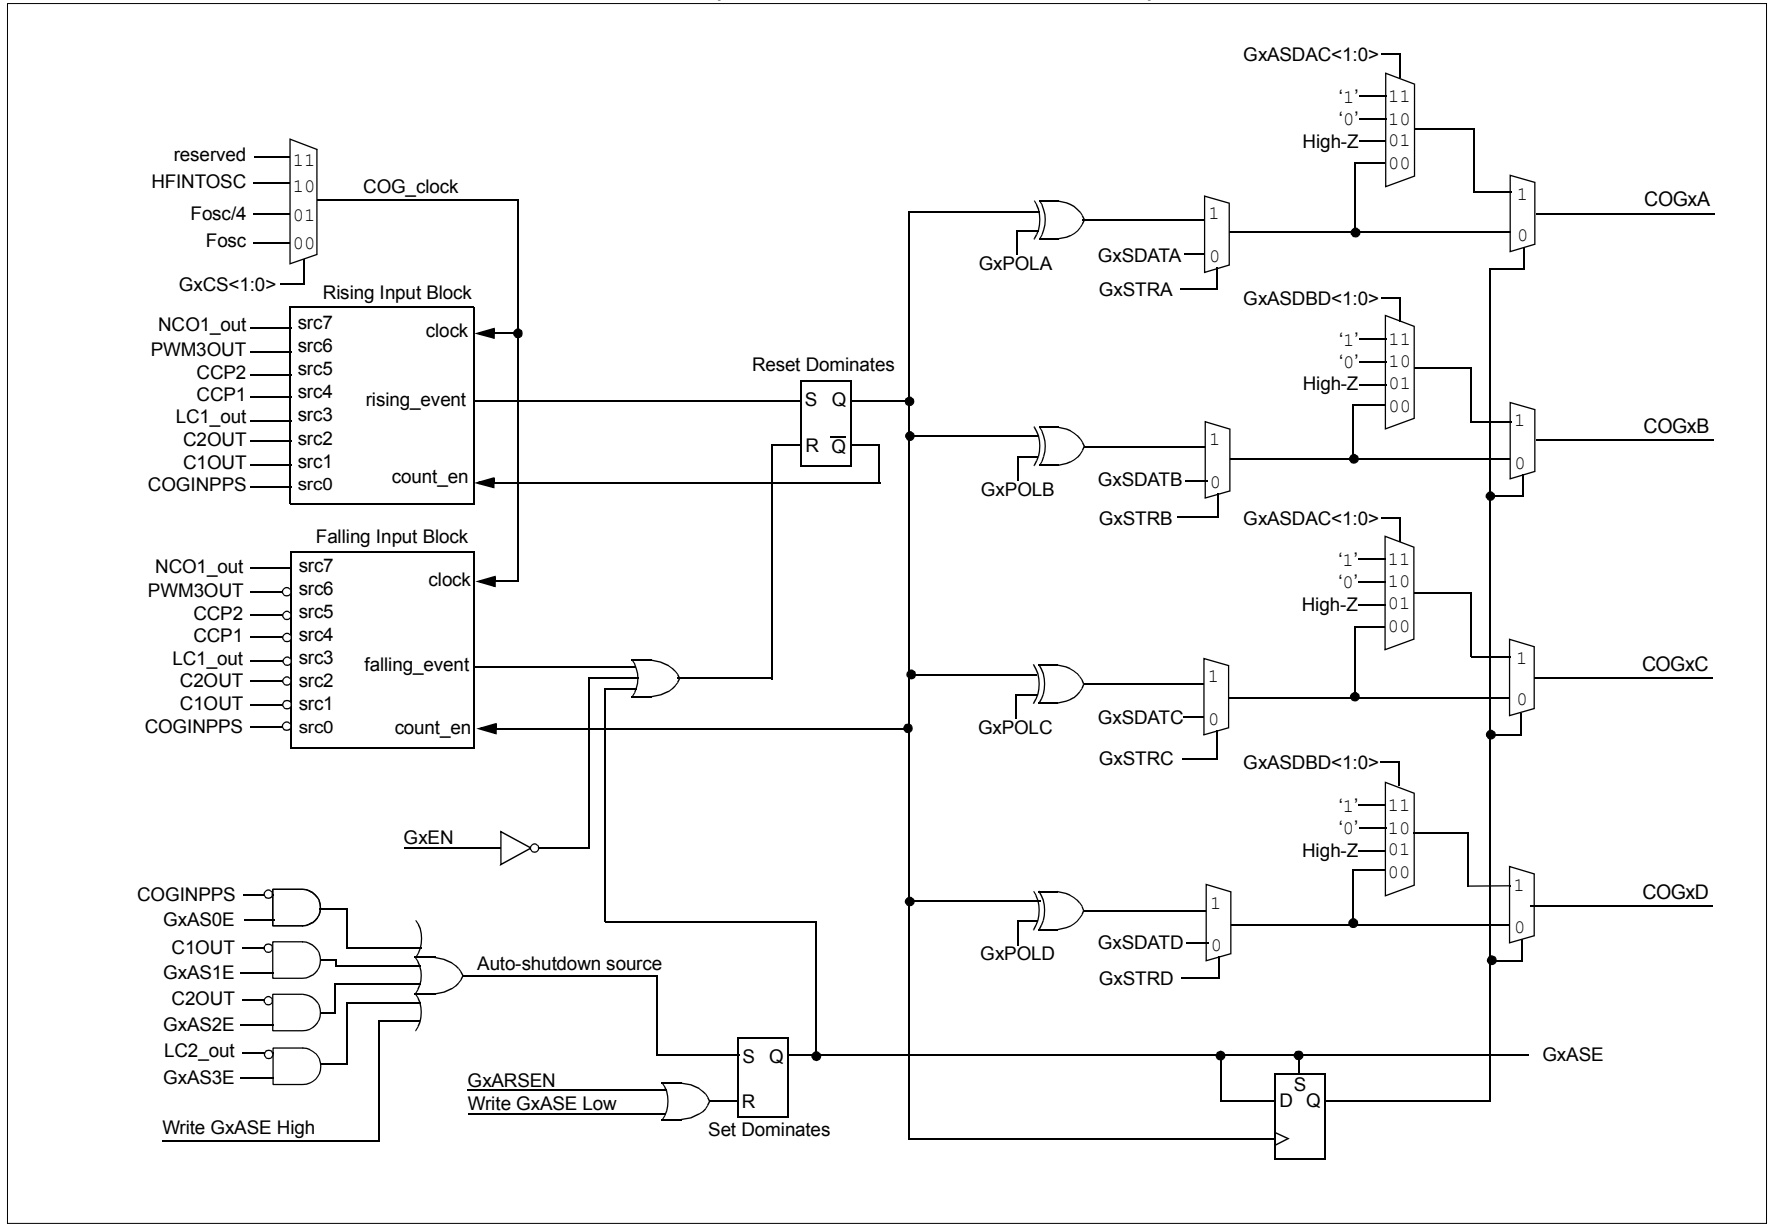 GxASDAC<1:0>
'1' 11
'0' 10
High-Z 01
00
1
0
COGxA
reserved 11
HFINTOSC 10
Fosc/4 01
Fosc 00
GxCS<1:0>
COG_clock
GxPOLA
1
GxSDATA 0
GxSTRA
Rising Input Block
NCO1_out src7
PWM3OUT src6
CCP2 src5
CCP1 src4
LC1_out src3
C2OUT src2
C1OUT src1
COGINPPS src0
clock
rising_event
count_en
Reset Dominates
S Q
R Q
GxASDBD<1:0>
'1' 11
'0' 10
High-Z 01
00
1
0
COGxB
GxPOLB
1
GxSDATB 0
GxSTRB
Falling Input Block
NCO1_out src7
PWM3OUT src6
CCP2 src5
CCP1 src4
LC1_out src3
C2OUT src2
C1OUT src1
COGINPPS src0
clock
falling_event
count_en
GxASDAC<1:0>
'1' 11
'0' 10
High-Z 01
00
1
0
COGxC
GxPOLC
1
GxSDATC 0
GxSTRC
GxEN
GxASDBD<1:0>
'1' 11
'0' 10
High-Z 01
00
1
0
COGxD
GxPOLD
1
GxSDATD 0
GxSTRD
COGINPPS
GxAS0E
C1OUT
GxAS1E
C2OUT
GxAS2E
LC2_out
GxAS3E
Write GxASE High
Auto-shutdown source
GxARSEN
Write GxASE Low
S Q
R
Set Dominates
S
D Q
GxASE